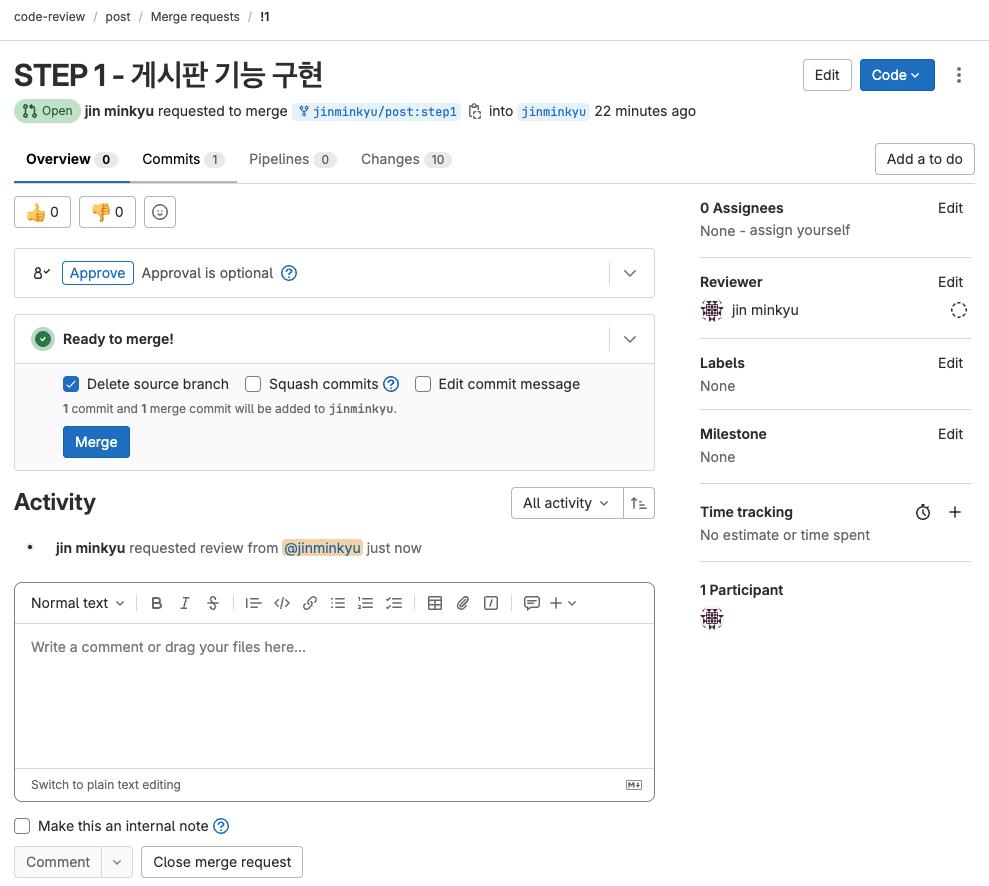 code-review / post / Merge requests / !1
STEP 1 - 게시판 기능 구현
Edit
Code
Open jin minkyu requested to merge jinminkyu/post:step1 into jinminkyu 22 minutes ago
Overview 0 Commits 1 Pipelines 0 Changes 10
Add a to do
0 0
Approve Approval is optional
Ready to merge!
Delete source branch Squash commits Edit commit message
1 commit and 1 merge commit will be added to jinminkyu.
Merge
Activity
All activity
jin minkyu requested review from @jinminkyu just now
Normal text
Write a comment or drag your files here...
Switch to plain text editing
Make this an internal note
Comment
Close merge request
0 Assignees Edit
None - assign yourself
Reviewer Edit
jin minkyu
Labels Edit
None
Milestone Edit
None
Time tracking
No estimate or time spent
1 Participant